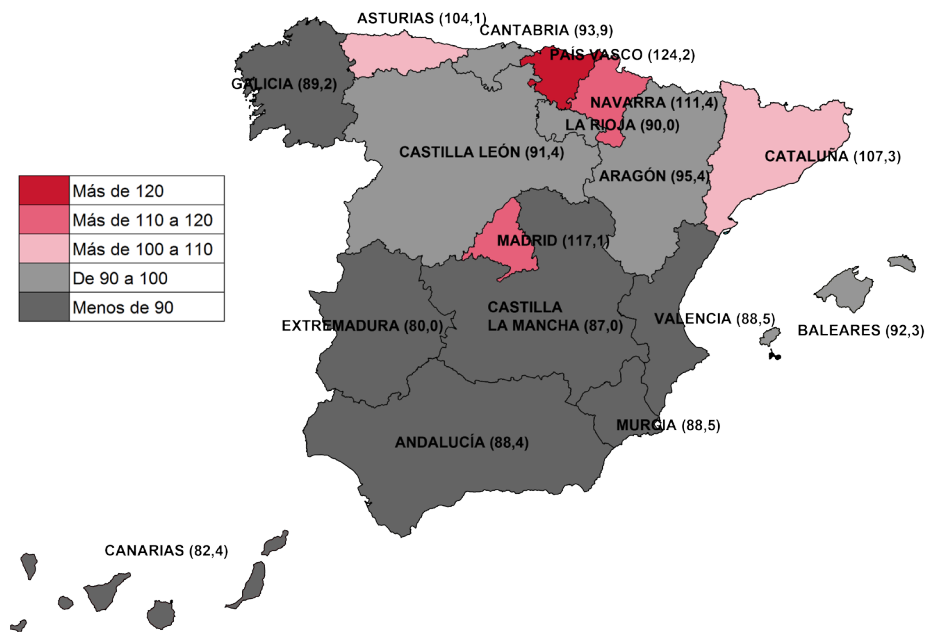 ASTURIAS (104,1)
CANTABRIA (93,9)
PAÍS VASCO (124,2)
GALICIA (89,2)
NAVARRA (111,4)
LA RIOJA (90,0)
CASTILLA LEÓN (91,4)
CATALUÑA (107,3)
ARAGÓN (95,4)
Más de 120
Más de 110 a 120
Más de 100 a 110
De 90 a 100
Menos de 90
MADRID (117,1)
CASTILLA
LA MANCHA (87,0)
EXTREMADURA (80,0)
VALENCIA (88,5)
BALEARES (92,3)
MURCIA (88,5)
ANDALUCÍA (88,4)
CANARIAS (82,4)